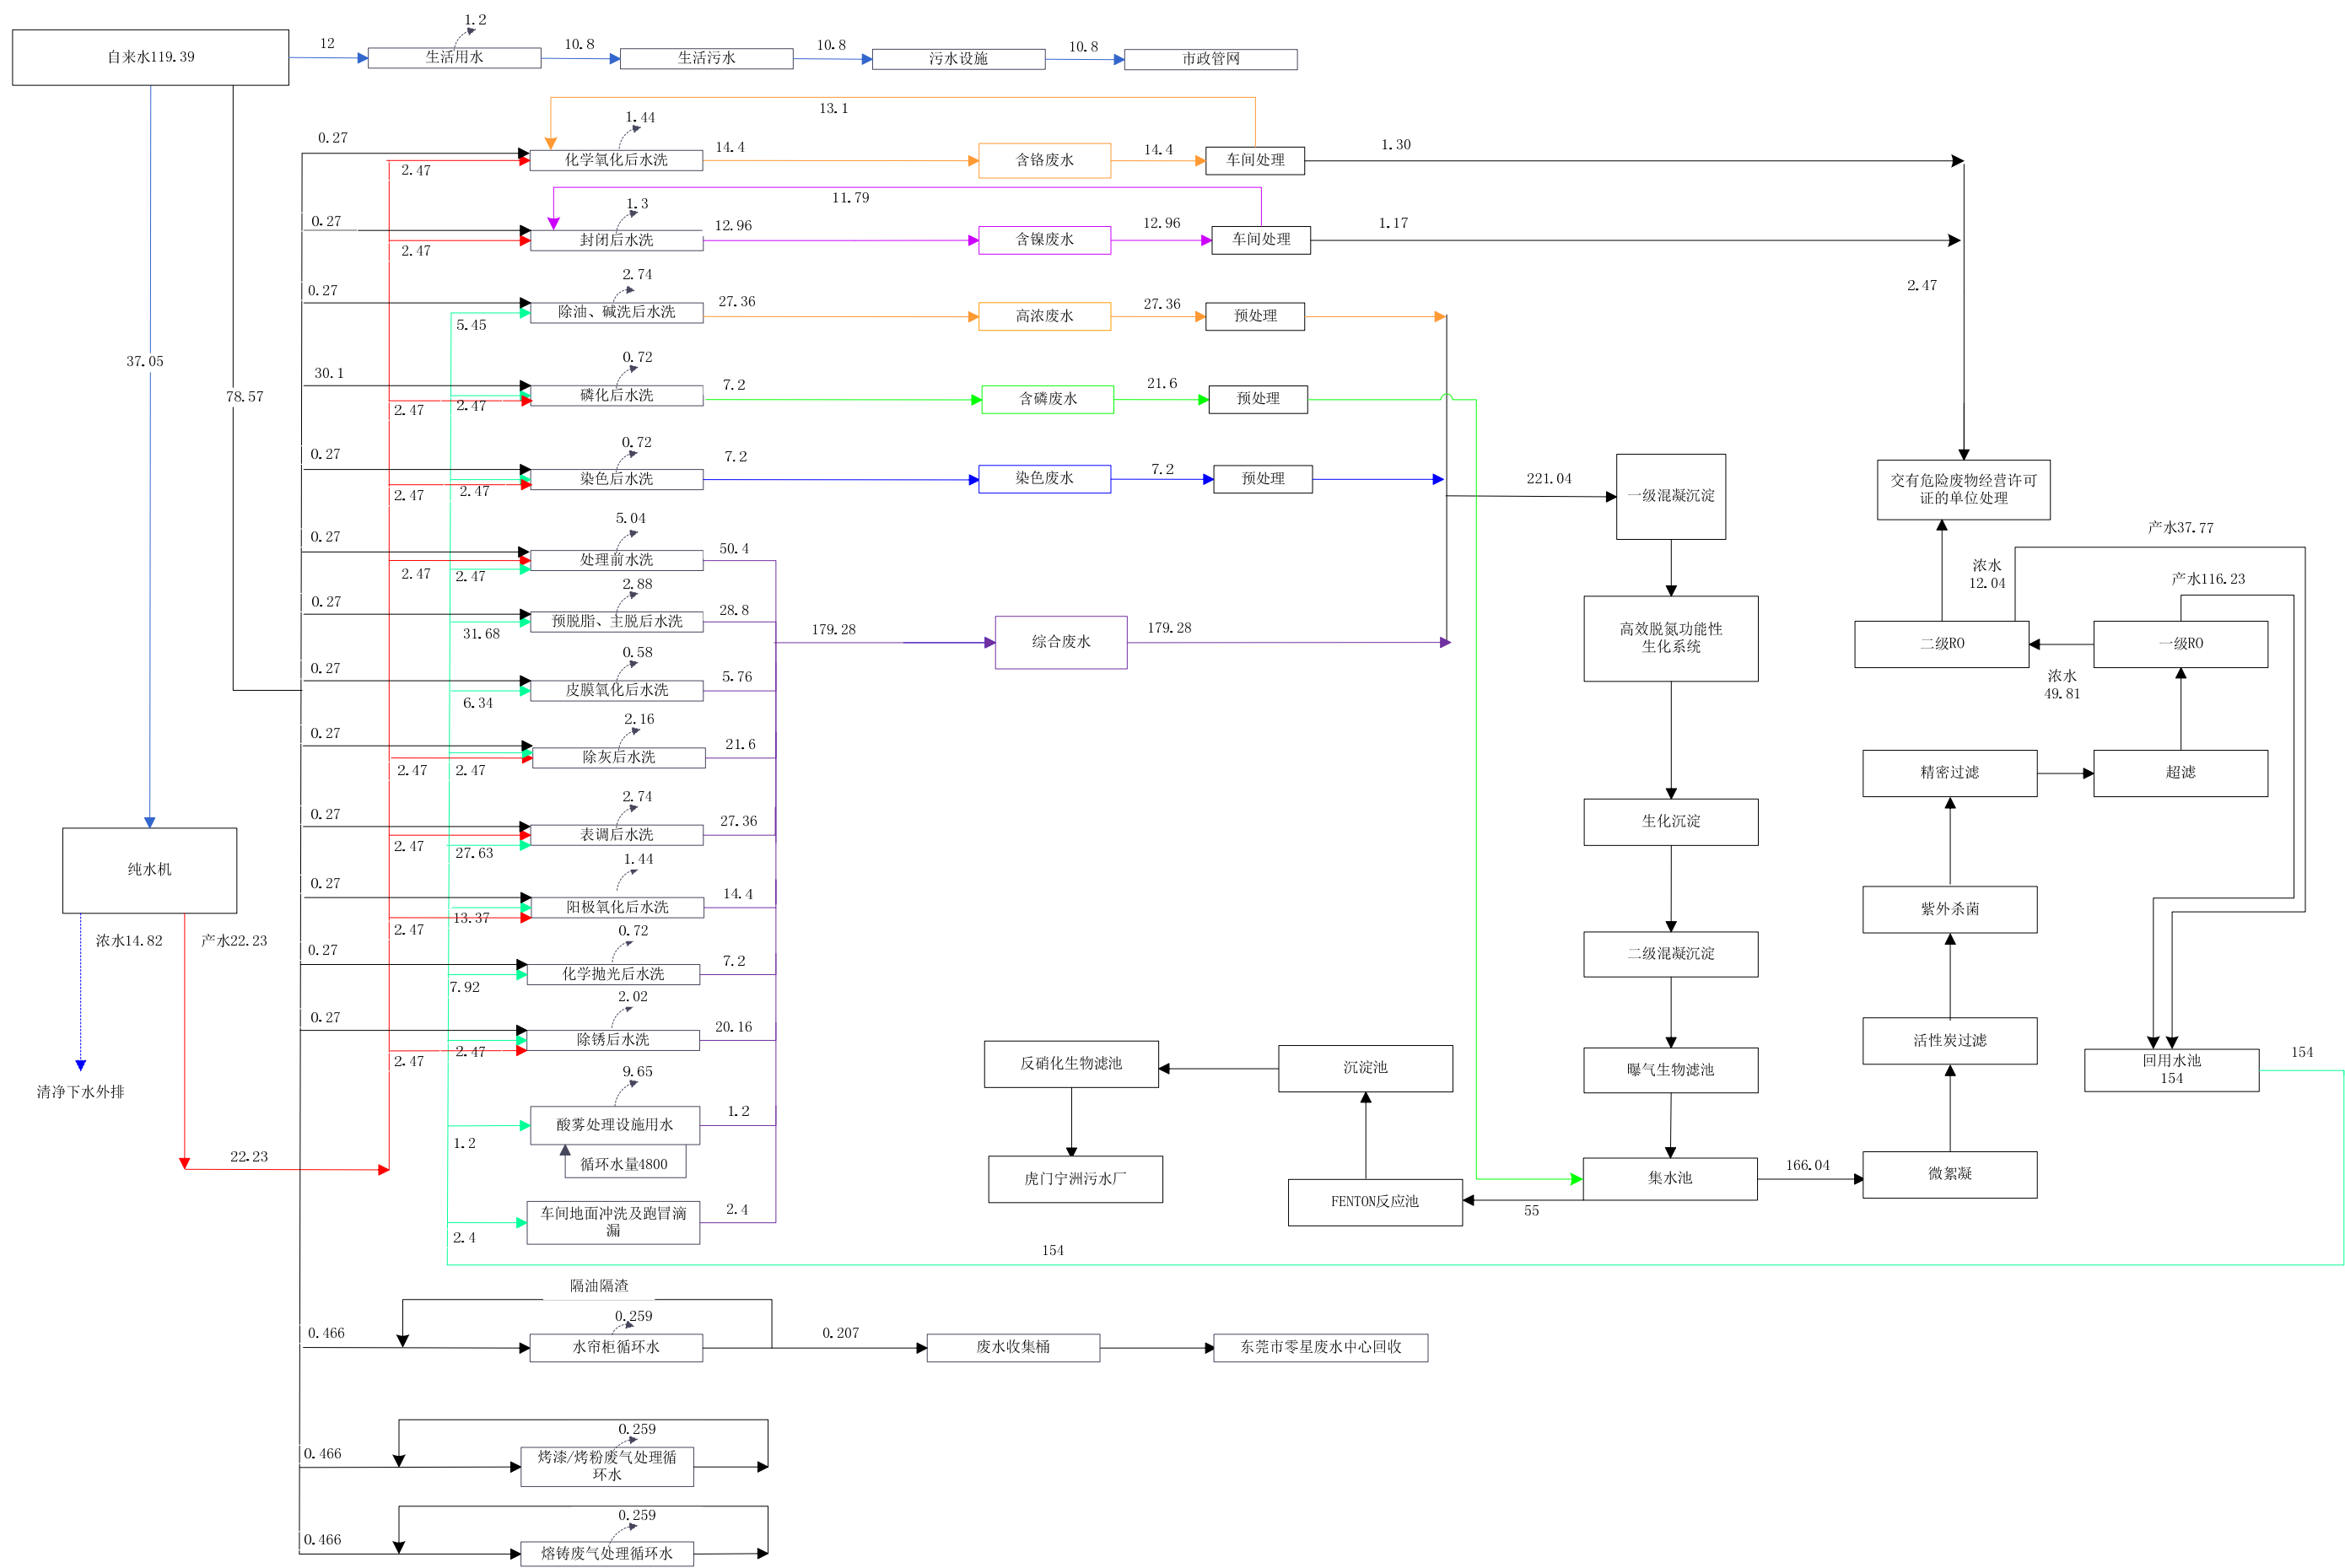 1.2
自来水119.39
12
生活用水
10.8
生活污水
10.8
污水设施
10.8
市政管网
13.1
1.44
0.27
化学氧化后水洗
2.47
14.4
含铬废水
14.4
车间处理
1.30
11.79
1.3
0.27
封闭后水洗
2.47
12.96
含镍废水
12.96
车间处理
1.17
2.47
2.74
0.27
除油、碱洗后水洗
5.45
27.36
高浓废水
27.36
预处理
37.05
78.57
0.72
30.1
磷化后水洗
2.47
2.47
7.2
含磷废水
21.6
预处理
0.72
0.27
染色后水洗
2.47
2.47
7.2
染色废水
7.2
预处理
221.04
一级混凝沉淀
交有危险废物经营许可
证的单位处理
5.04
0.27
处理前水洗
2.47
2.47
50.4
产水37.77
浓水
12.04
产水116.23
2.88
0.27
预脱脂、主脱后水洗
31.68
28.8
179.28
综合废水
179.28
高效脱氮功能性
生化系统
二级RO
一级RO
浓水
49.81
0.58
0.27
皮膜氧化后水洗
6.34
5.76
2.16
0.27
除灰后水洗
2.47
2.47
21.6
精密过滤
超滤
2.74
0.27
表调后水洗
2.47
27.63
27.36
生化沉淀
纯水机
1.44
0.27
阳极氧化后水洗
2.47
13.37
14.4
紫外杀菌
浓水14.82
产水22.23
0.72
0.27
化学抛光后水洗
7.92
7.2
二级混凝沉淀
2.02
0.27
除锈后水洗
2.47
2.47
20.16
反硝化生物滤池
沉淀池
曝气生物滤池
活性炭过滤
回用水池
154
154
清净下水外排
9.65
酸雾处理设施用水
1.2
1.2
循环水量4800
22.23
虎门宁洲污水厂
FENTON反应池
55
集水池
166.04
微絮凝
车间地面冲洗及跑冒滴
漏
2.4
2.4
154
隔油隔渣
0.259
0.466
水帘柜循环水
0.207
废水收集桶
东莞市零星废水中心回收
0.259
0.466
烤漆/烤粉废气处理循
环水
0.259
0.466
熔铸废气处理循环水